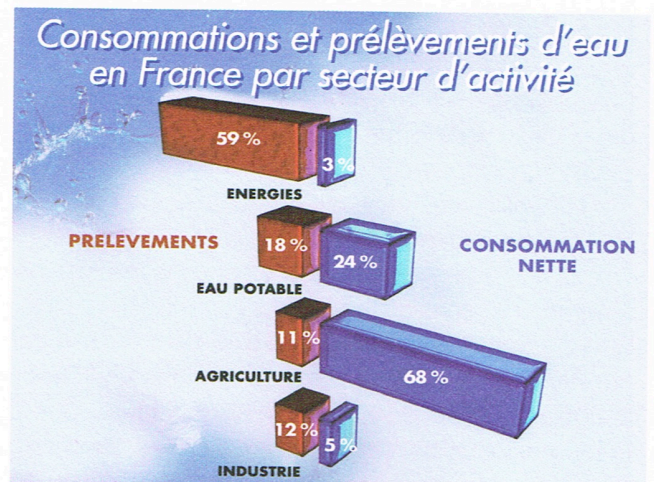 Consommations et prélèvements d'eau
en France par secteur d'activité
59 %
3 %
ENERGIES
PRELEVEMENTS
18 %
24 %
CONSOMMATION
NETTE
EAU POTABLE
11 %
68 %
AGRICULTURE
12 %
5 %
INDUSTRIE